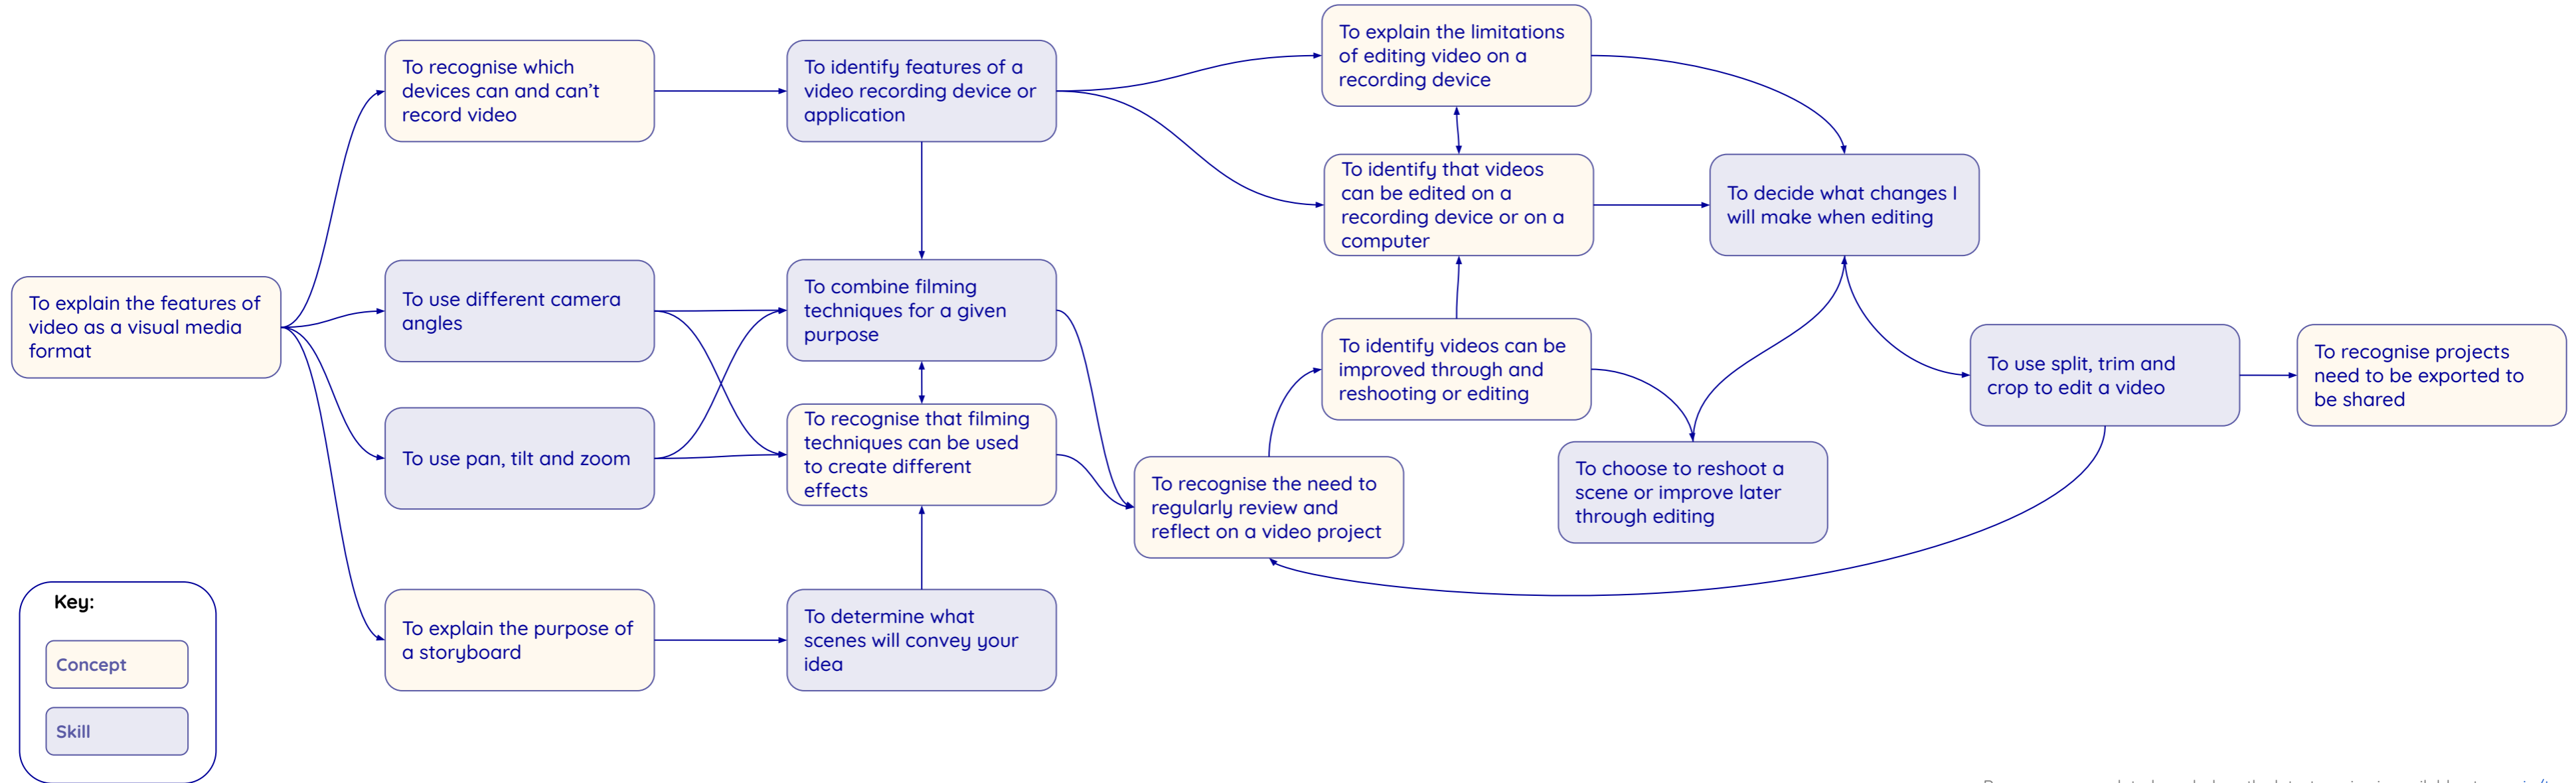 To explain the features of
video as a visual media
format
To recognise which
devices can and can’t
record video
To use different camera
angles
To use pan, tilt and zoom
To explain the purpose of
a storyboard
To identify features of a
video recording device or
application
To combine filming
techniques for a given
purpose
To recognise that filming
techniques can be used
to create different
effects
To determine what
scenes will convey your
idea
To recognise the need to
regularly review and
reflect on a video project
To explain the limitations
of editing video on a
recording device
To identify that videos
can be edited on a
recording device or on a
computer
To identify videos can be
improved through and
reshooting or editing
To choose to reshoot a
scene or improve later
through editing
To decide what changes I
will make when editing
To use split, trim and
crop to edit a video
To recognise projects
need to be exported to
be shared
Key:
Concept
Skill